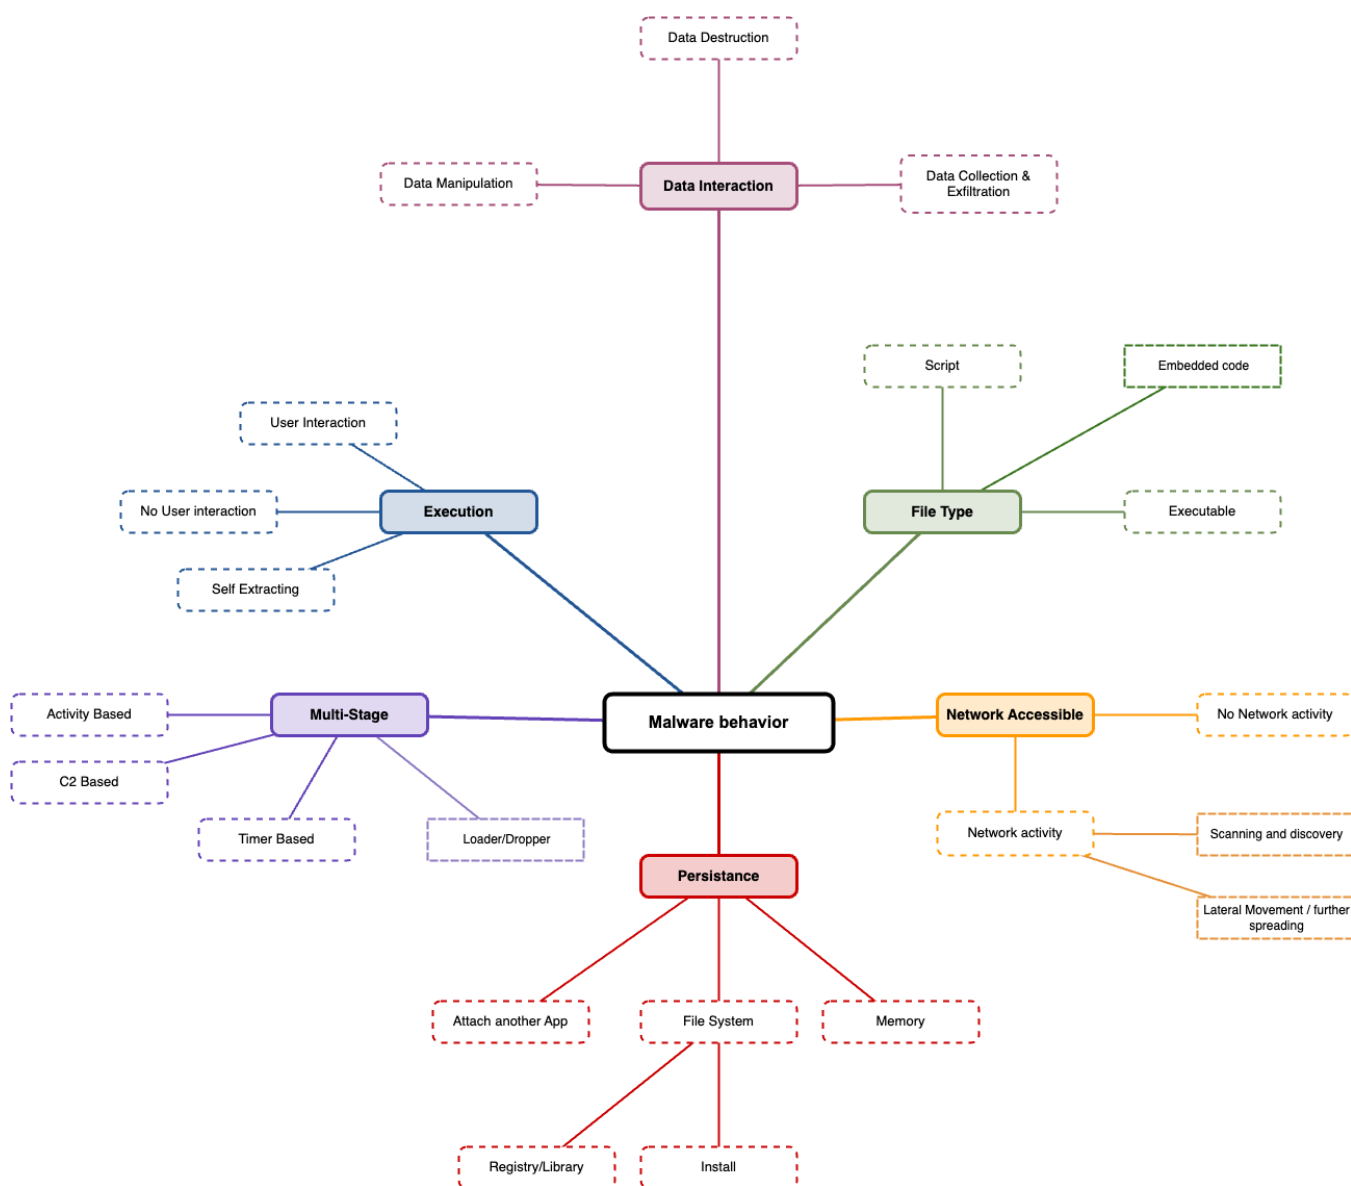 Data Destruction
Data Manipulation
Data Interaction
Data Collection &
Exfiltration
Script
Embedded code
User Interaction
No User interaction
Execution
File Type
Executable
Self Extracting
Activity Based
Multi-Stage
Malware behavior
Network Accessible
No Network activity
C2 Based
Timer Based
Loader/Dropper
Network activity
Scanning and discovery
Persistance
Lateral Movement / further
spreading
Attach another App
File System
Memory
Registry/Library
Install